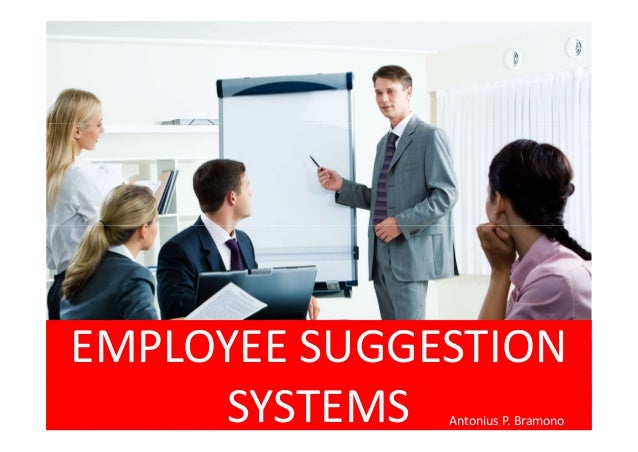 EMPLOYEE SUGGESTION
SYSTEMS
Antonius P. Bramono